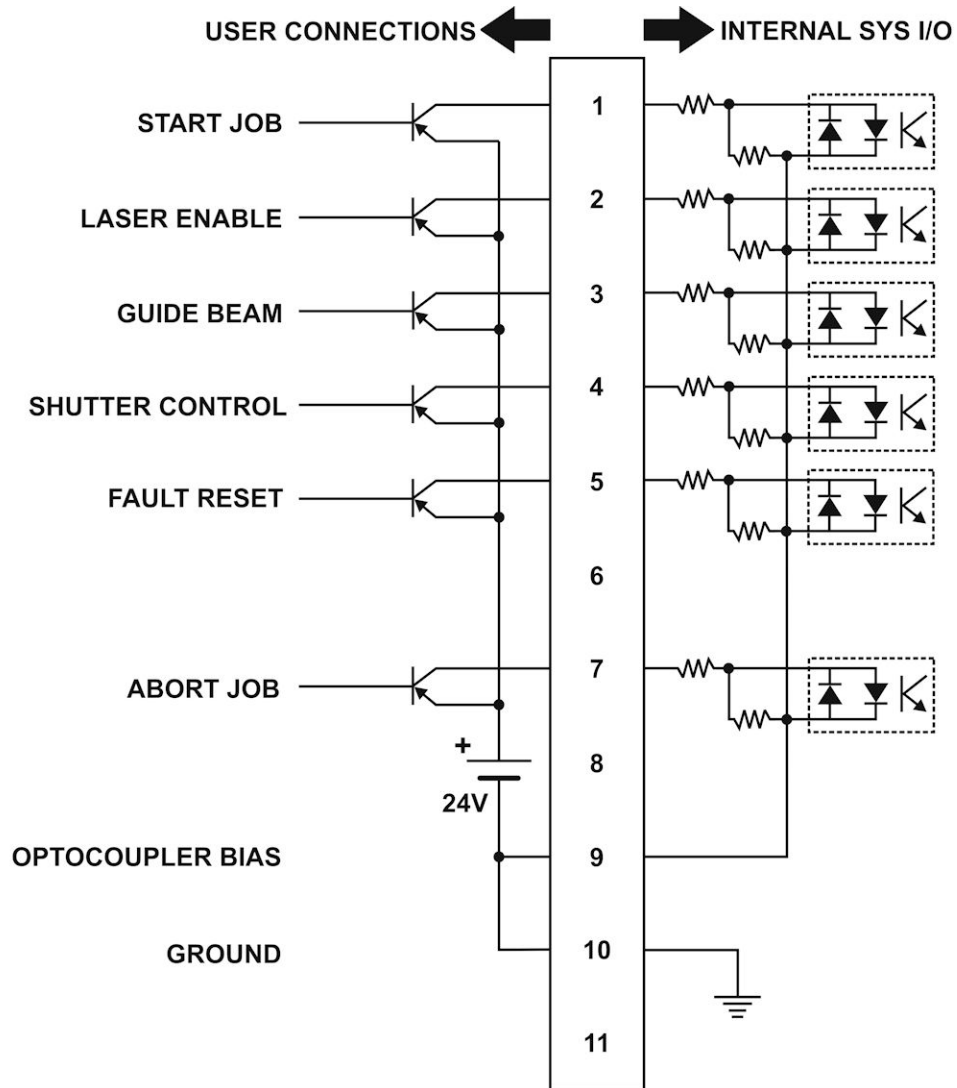 USER CONNECTIONS INTERNAL SYS I/O
START JOB 1
LASER ENABLE 2
GUIDE BEAM 3
SHUTTER CONTROL 4
FAULT RESET 5
6
ABORT JOB 7
+
8
24V
OPTOCOUPLER BIAS 9
GROUND 10
11